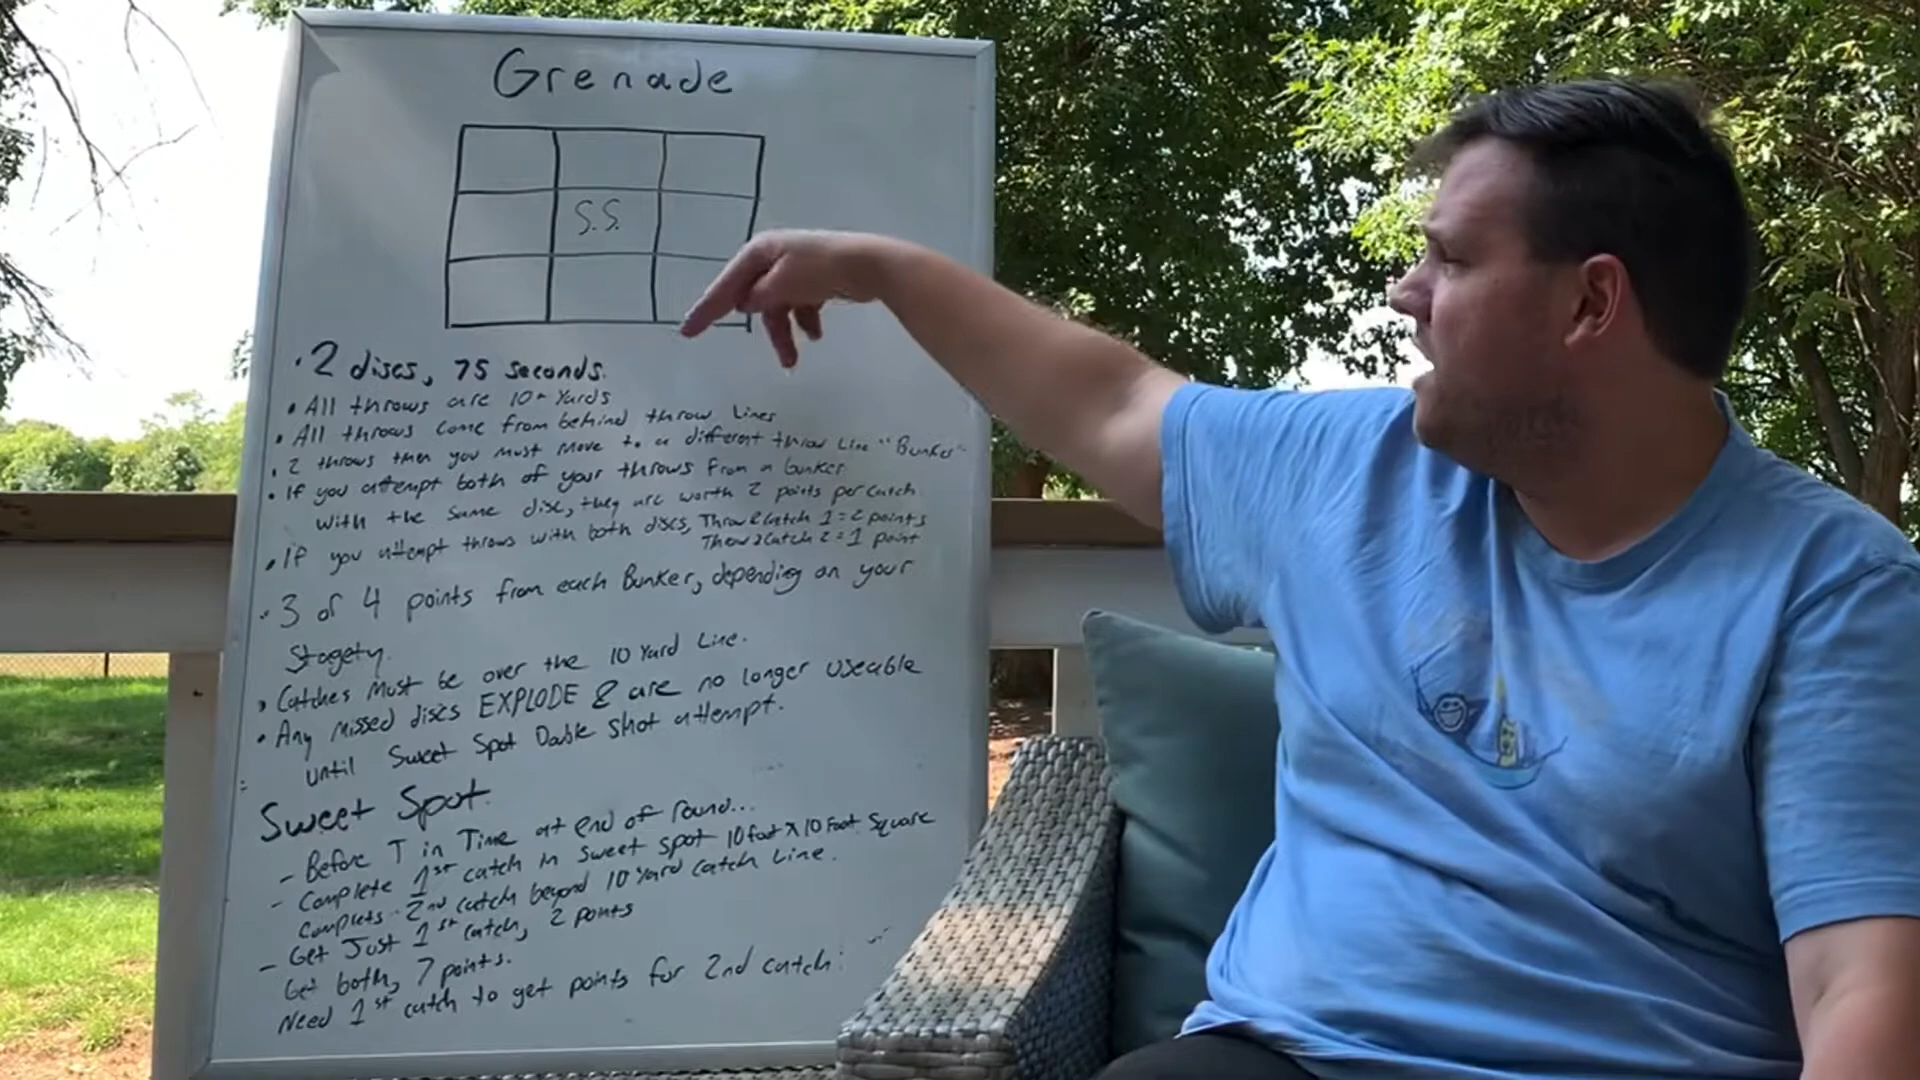 Grenade
S.S.
• 2 discs, 75 seconds.
• All throws are 10+ Yards
• All throws come from behind throw Lines
• 2 throws then you must move to a different throw Line "Bunker"
• If you attempt both of your throws from a bunker
with the same disc, they are worth 2 points per catch
• If you attempt throws with both discs, Throw & Catch 1 = 2 points
Throw & Catch 2 = 1 point
• 3 or 4 points from each Bunker, depending on your
Stagety.
• Catches must be over the 10 Yard Line.
• Any missed discs EXPLODE & are no longer useable
until Sweet Spot Double Shot attempt.
Sweet Spot
- Before T in Time at end of round...
- Complete 1st catch in sweet spot 10 foot X 10 Foot Square
Complete 2nd catch beyond 10 Yard catch Line.
- Get Just 1st catch, 2 points
Get both, 7 points.
Need 1st catch to get points for 2nd catch.